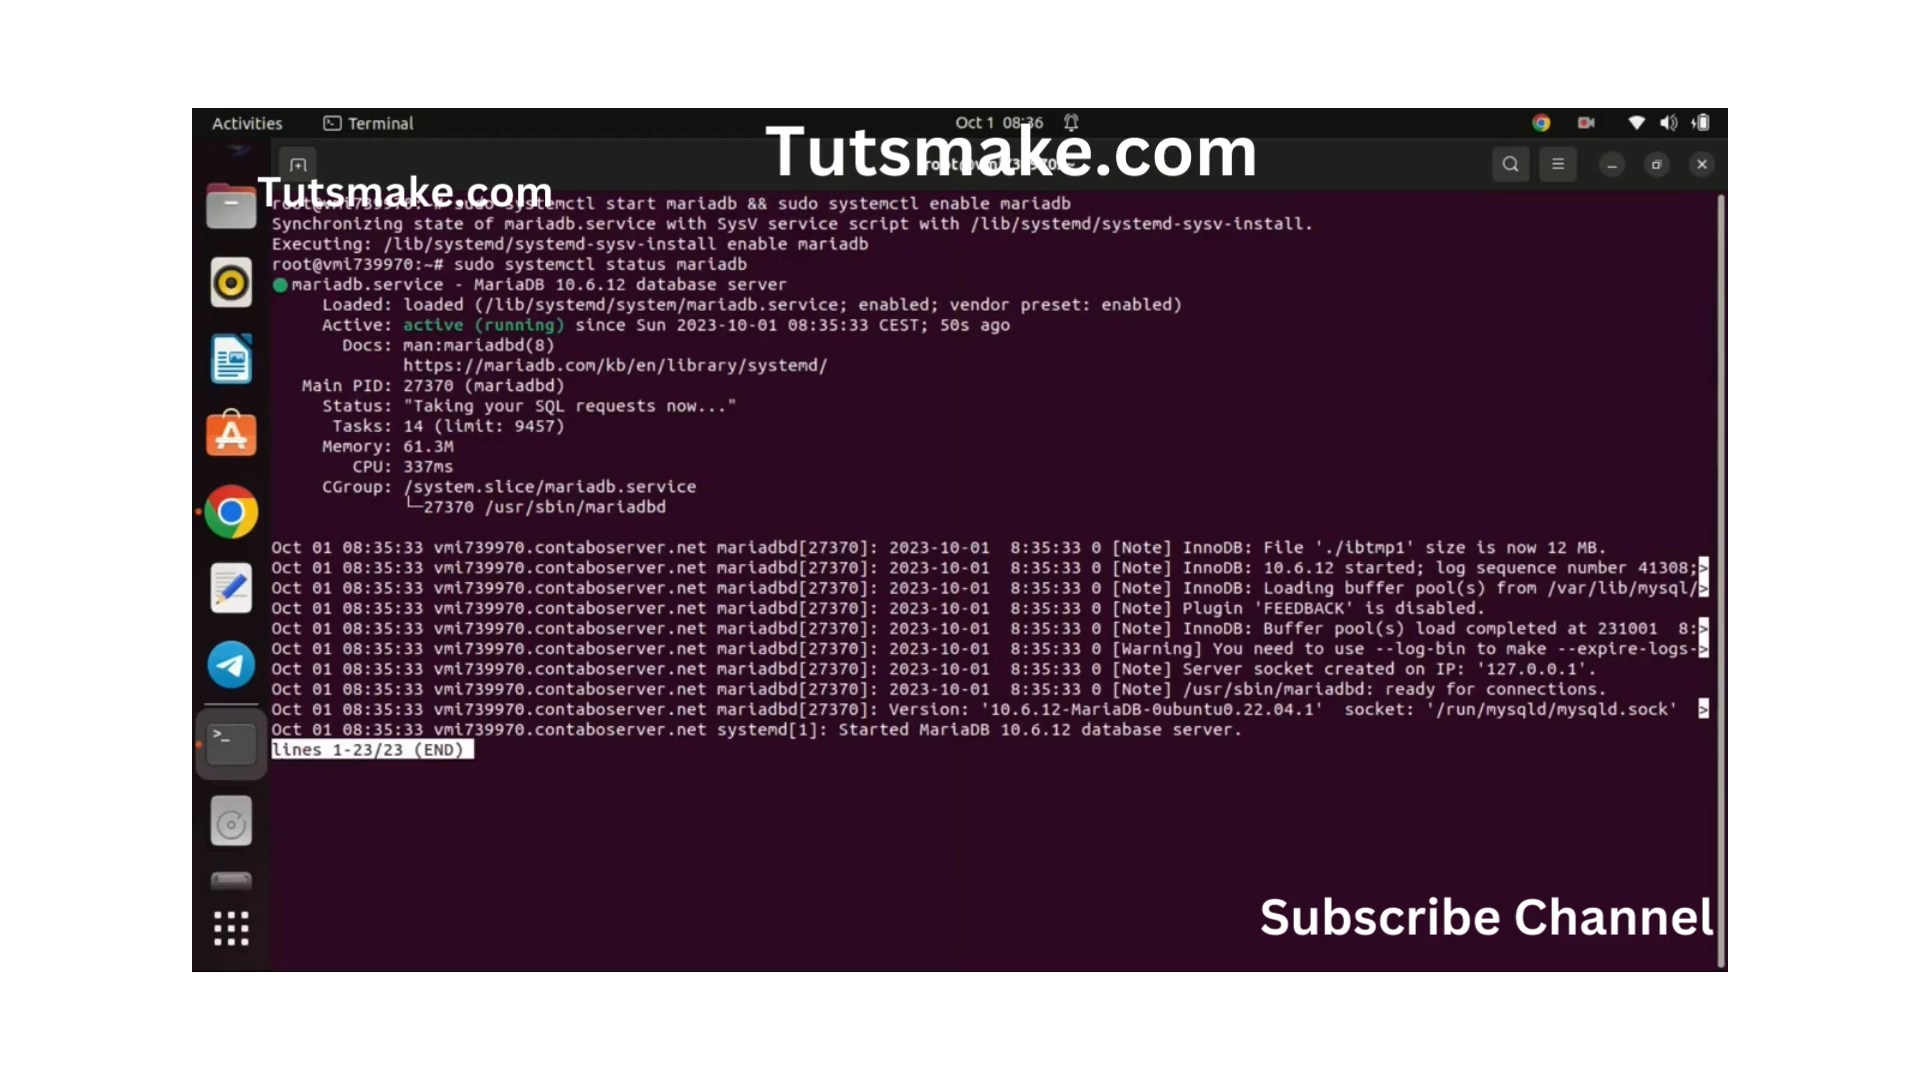 Activities Terminal Oct 1 08:36
Tutsmake.com
Tutsmake.com
systemctl start mariadb && sudo systemctl enable mariadb
Synchronizing state of mariadb.service with SysV service script with /lib/systemd/systemd-sysv-install.
Executing: /lib/systemd/systemd-sysv-install enable mariadb
root@vmi739970:~# sudo systemctl status mariadb
mariadb.service - MariaDB 10.6.12 database server
Loaded: loaded (/lib/systemd/system/mariadb.service; enabled; vendor preset: enabled)
Active: active (running) since Sun 2023-10-01 08:35:33 CEST; 50s ago
Docs: man:mariadbd(8)
https://mariadb.com/kb/en/library/systemd/
Main PID: 27370 (mariadbd)
Status: "Taking your SQL requests now..."
Tasks: 14 (limit: 9457)
Memory: 61.3M
CPU: 337ms
CGroup: /system.slice/mariadb.service
└─27370 /usr/sbin/mariadbd
Oct 01 08:35:33 vmi739970.contaboserver.net mariadbd[27370]: 2023-10-01  8:35:33 0 [Note] InnoDB: File './ibtmp1' size is now 12 MB.
Oct 01 08:35:33 vmi739970.contaboserver.net mariadbd[27370]: 2023-10-01  8:35:33 0 [Note] InnoDB: 10.6.12 started; log sequence number 41308;>
Oct 01 08:35:33 vmi739970.contaboserver.net mariadbd[27370]: 2023-10-01  8:35:33 0 [Note] InnoDB: Loading buffer pool(s) from /var/lib/mysql/>
Oct 01 08:35:33 vmi739970.contaboserver.net mariadbd[27370]: 2023-10-01  8:35:33 0 [Note] Plugin 'FEEDBACK' is disabled.
Oct 01 08:35:33 vmi739970.contaboserver.net mariadbd[27370]: 2023-10-01  8:35:33 0 [Note] InnoDB: Buffer pool(s) load completed at 231001  8:>
Oct 01 08:35:33 vmi739970.contaboserver.net mariadbd[27370]: 2023-10-01  8:35:33 0 [Warning] You need to use --log-bin to make --expire-logs->
Oct 01 08:35:33 vmi739970.contaboserver.net mariadbd[27370]: 2023-10-01  8:35:33 0 [Note] Server socket created on IP: '127.0.0.1'.
Oct 01 08:35:33 vmi739970.contaboserver.net mariadbd[27370]: 2023-10-01  8:35:33 0 [Note] /usr/sbin/mariadbd: ready for connections.
Oct 01 08:35:33 vmi739970.contaboserver.net mariadbd[27370]: Version: '10.6.12-MariaDB-0ubuntu0.22.04.1'  socket: '/run/mysqld/mysqld.sock'  >
Oct 01 08:35:33 vmi739970.contaboserver.net systemd[1]: Started MariaDB 10.6.12 database server.
lines 1-23/23 (END)
Subscribe Channel